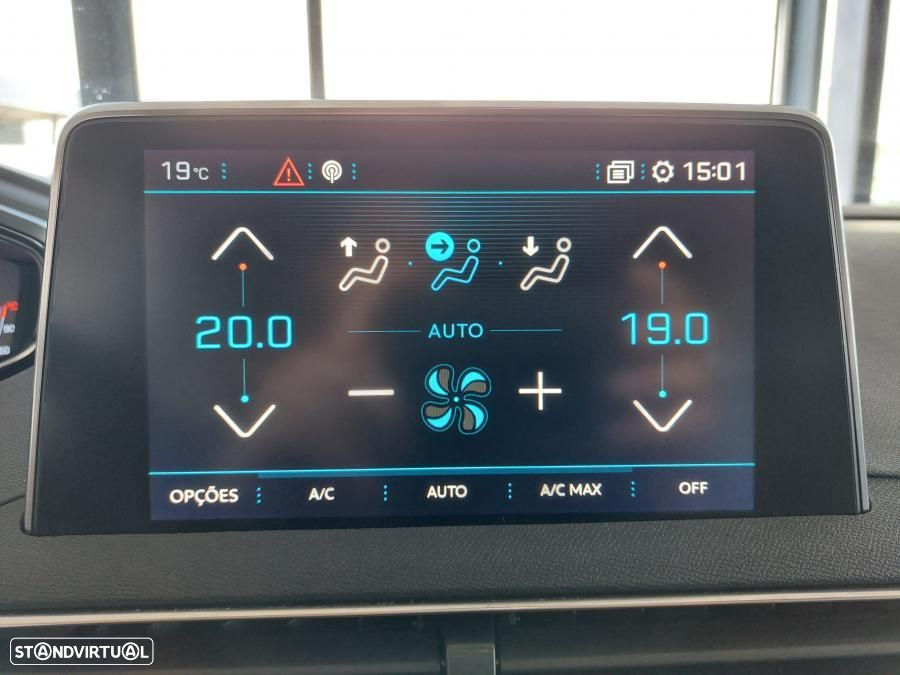 19°C 15:01
20.0 AUTO 19.0
OPÇÕES A/C AUTO A/C MAX OFF
STANDVIRTUAL